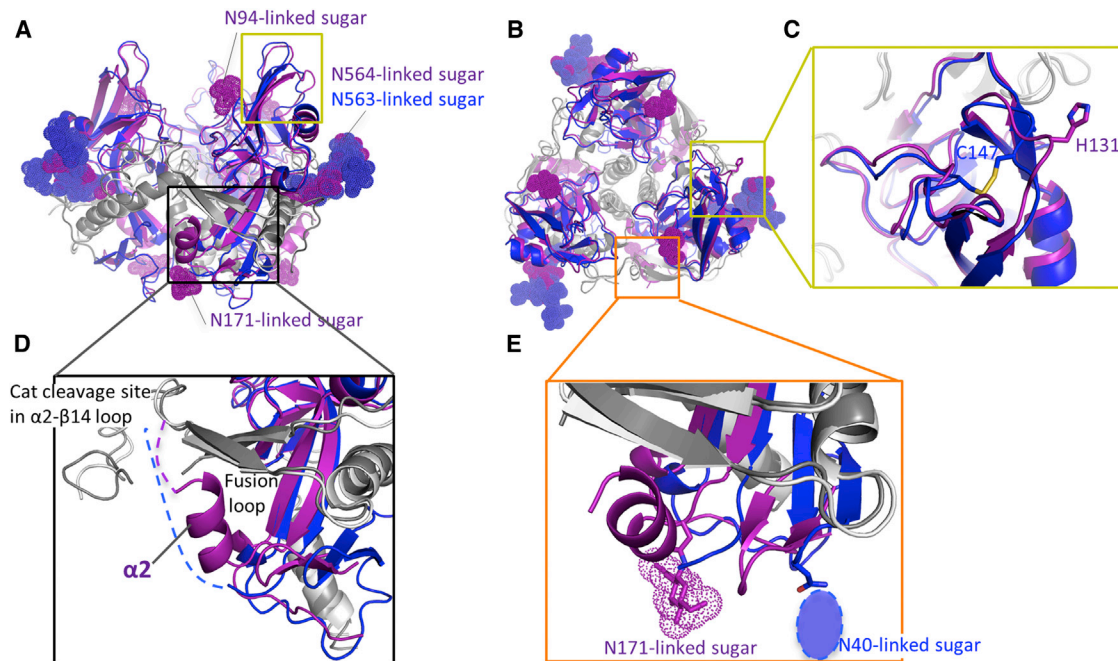 A
N94-linked sugar
N564-linked sugar
N563-linked sugar
N171-linked sugar
B
C
C147
H131
D
Cat cleavage site
in α2-β14 loop
Fusion
loop
α2
E
N171-linked sugar
N40-linked sugar